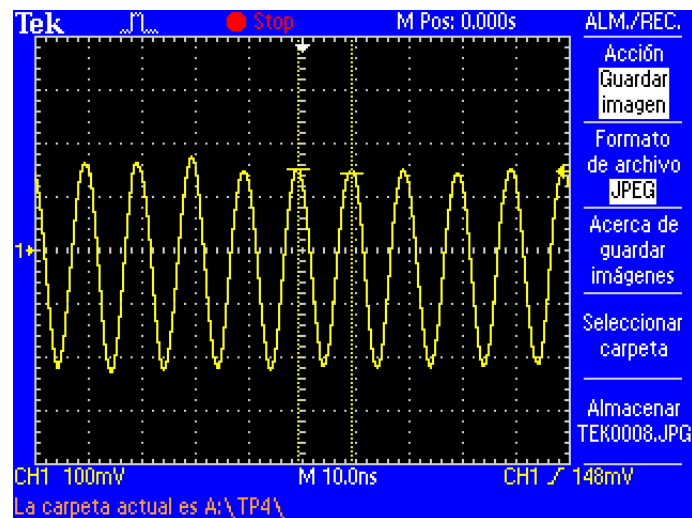 Tek Stop M Pos: 0.000s ALM./REC.
Acción
Guardar
imagen
Formato
de archivo
JPEG
Acerca de
guardar
imágenes
Seleccionar
carpeta
Almacenar
TEK0008.JPG
1
CH1 100mV M 10.0ns CH1 148mV
La carpeta actual es A:\TP4\